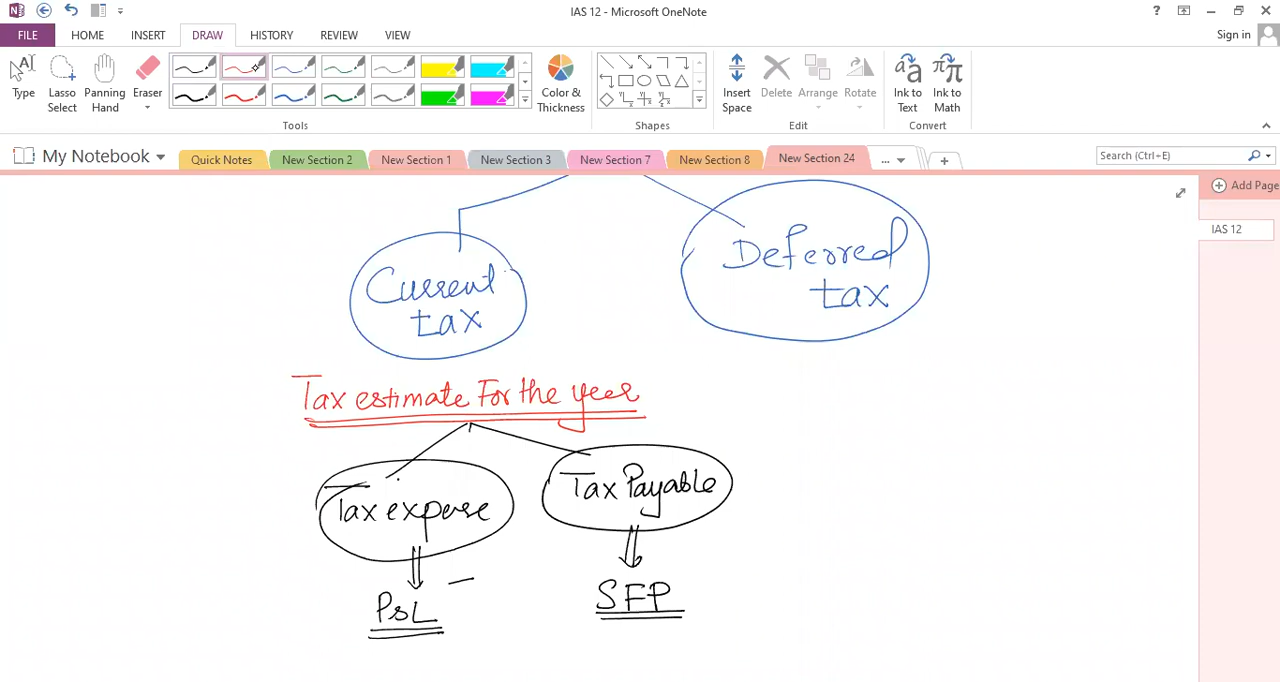 IAS 12 - Microsoft OneNote
?
FILE
HOME
INSERT
DRAW
HISTORY
REVIEW
VIEW
Sign in
Type
Lasso
Select
Panning
Hand
Eraser
Color &
Thickness
Insert
Space
Delete
Arrange
Rotate
Ink to
Text
Ink to
Math
Tools
Shapes
Edit
Convert
My Notebook
Quick Notes
New Section 2
New Section 1
New Section 3
New Section 7
New Section 8
New Section 24
...
Search (Ctrl+E)
Add Page
IAS 12
Current
tax
Deferred
tax
Tax estimate For the year
Tax expense
Tax Payable
PsL
SFP